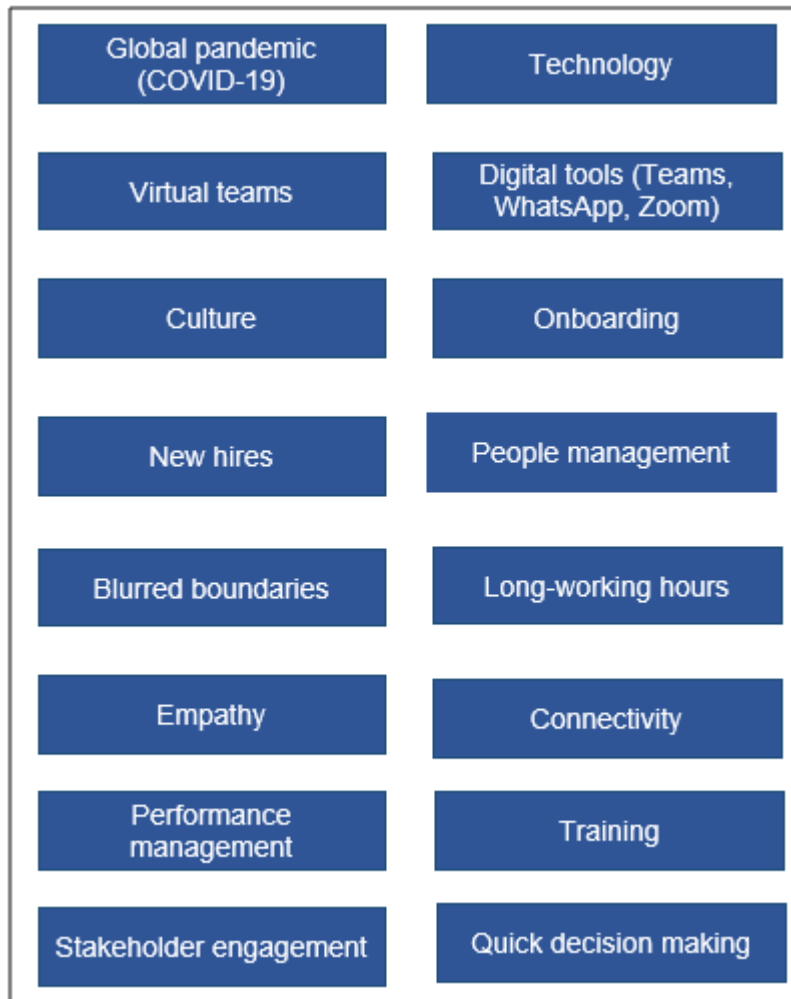 Global pandemic
(COVID-19)
Technology
Virtual teams
Digital tools (Teams,
WhatsApp, Zoom)
Culture
Onboarding
New hires
People management
Blurred boundaries
Long-working hours
Empathy
Connectivity
Performance
management
Training
Stakeholder engagement
Quick decision making